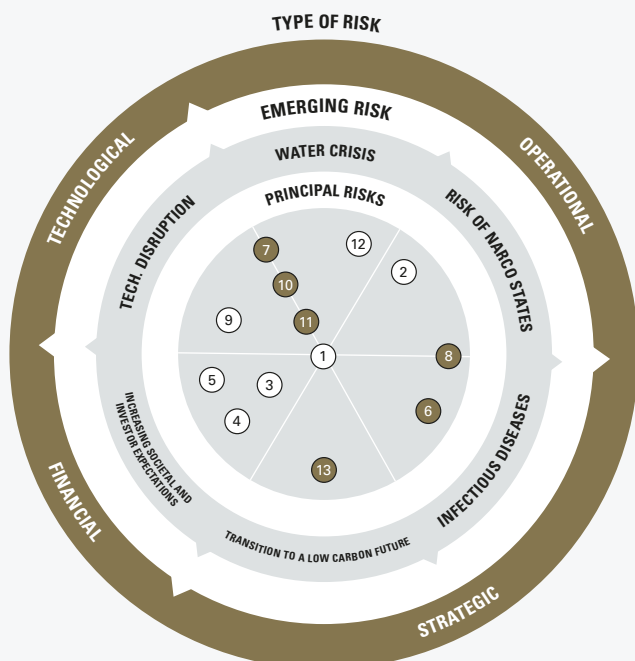 TYPE OF RISK
TECHNOLOGICAL
OPERATIONAL
STRATEGIC
FINANCIAL
EMERGING RISK
WATER CRISIS
RISK OF NARCO STATES
INFECTIOUS DISEASES
TRANSITION TO A LOW CARBON FUTURE
INCREASING SOCIETAL AND
INVESTOR EXPECTATIONS
TECH. DISRUPTION
PRINCIPAL RISKS
12
7
2
10
9
11
1
8
5
3
6
4
13